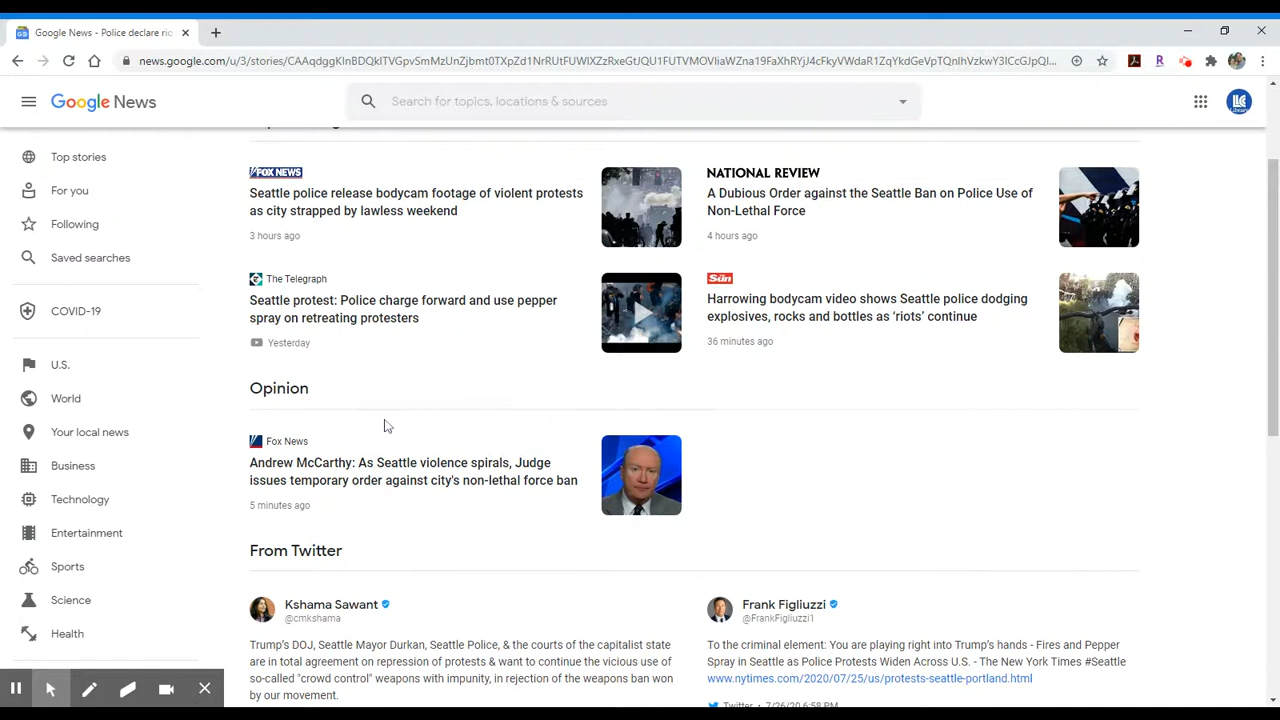 Google News - Police declare rio
news.google.com/u/3/stories/
Google News
Search for topics, locations & sources
Top stories
For you
Following
Saved searches
COVID-19
U.S.
World
Your local news
Business
Technology
Entertainment
Sports
Science
Health
FOX NEWS
Seattle police release bodycam footage of violent protests
as city strapped by lawless weekend
3 hours ago
NATIONAL REVIEW
A Dubious Order against the Seattle Ban on Police Use of
Non-Lethal Force
4 hours ago
The Telegraph
Seattle protest: Police charge forward and use pepper
spray on retreating protesters
Yesterday
The Sun
Harrowing bodycam video shows Seattle police dodging
explosives, rocks and bottles as ‘riots’ continue
36 minutes ago
Opinion
Fox News
Andrew McCarthy: As Seattle violence spirals, Judge
issues temporary order against city's non-lethal force ban
5 minutes ago
From Twitter
Kshama Sawant
@cmkshama
Trump’s DOJ, Seattle Mayor Durkan, Seattle Police, & the courts of the capitalist state
are in total agreement on repression of protests & want to continue the vicious use of
so-called "crowd control" weapons with impunity, in rejection of the weapons ban won
by our movement.
Frank Figliuzzi
@FrankFigliuzzi1
To the criminal element: You are playing right into Trump’s hands - Fires and Pepper
Spray in Seattle as Police Protests Widen Across U.S. - The New York Times #Seattle
www.nytimes.com/2020/07/25/us/protests-seattle-portland.html
Twitter • 7/26/20 6:58 PM